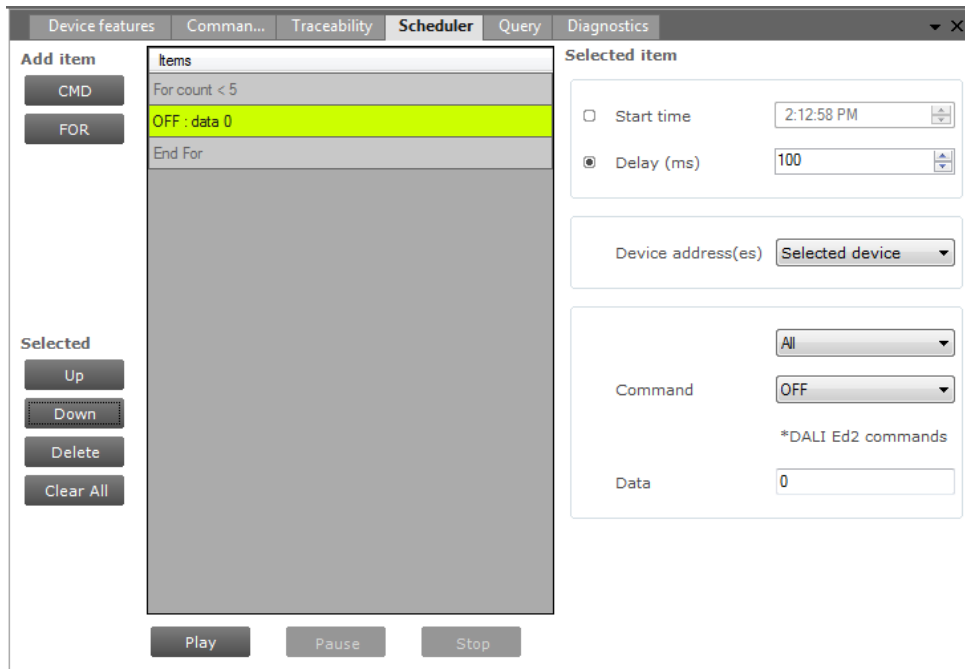 Device features Comman... Traceability Scheduler Query Diagnostics
Add item
CMD
FOR
Items
For count < 5
OFF : data 0
End For
Selected
Up
Down
Delete
Clear All
Play Pause Stop
Selected item
Start time 2:12:58 PM
Delay (ms) 100
Device address(es) Selected device
All
Command OFF
*DALI Ed2 commands
Data 0